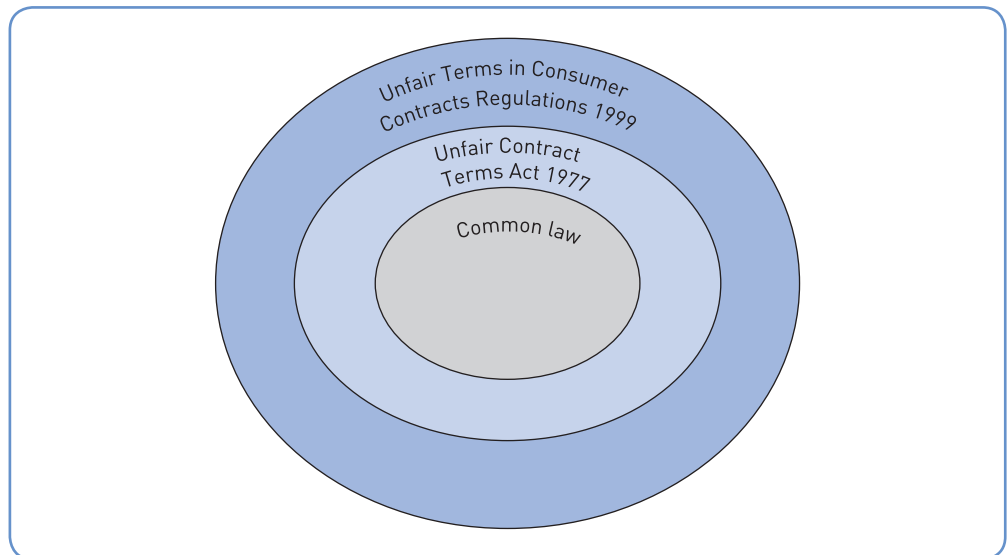 Unfair Terms in Consumer
Contracts Regulations 1999
Unfair Contract
Terms Act 1977
Common law